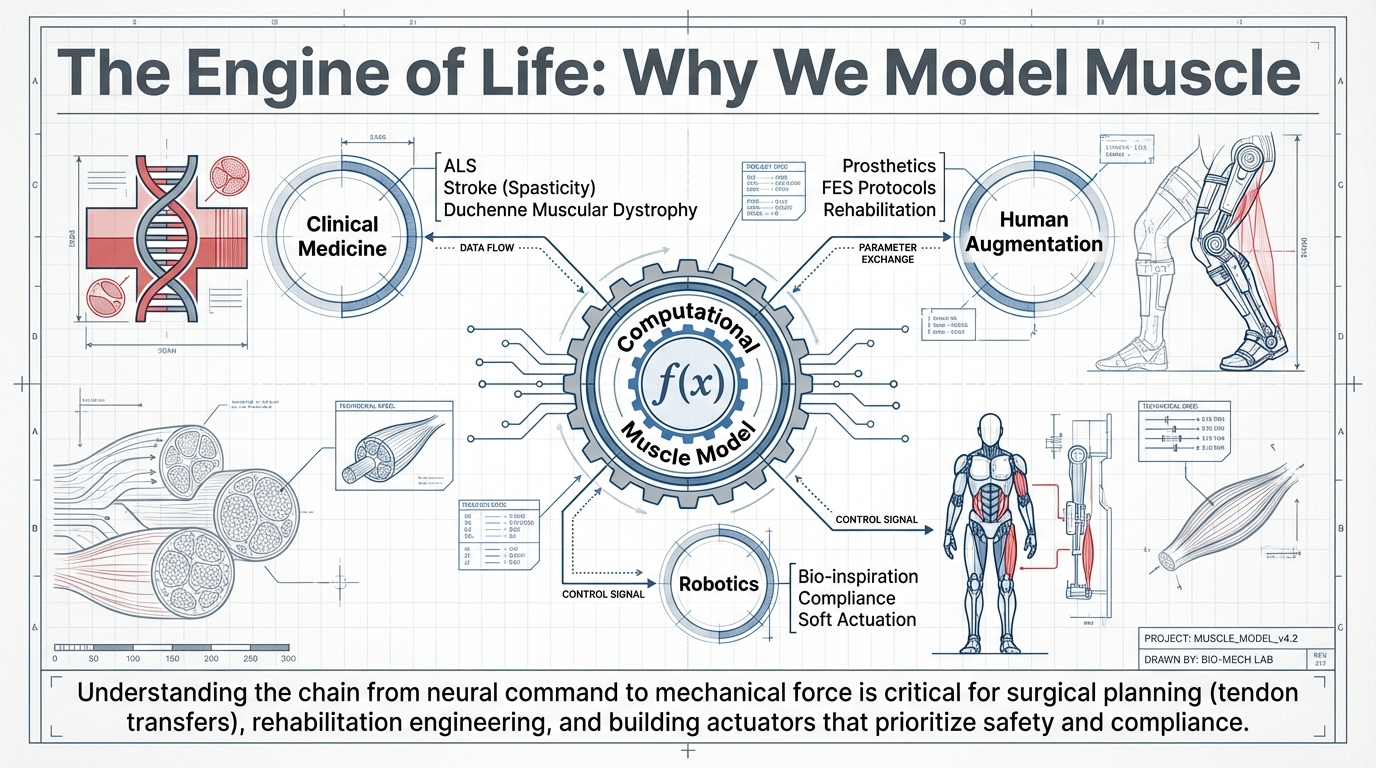 The Engine of Life: Why We Model Muscle
Clinical
Medicine
ALS
Stroke (Spasticity)
Duchenne Muscular Dystrophy
DATA FLOW
Prosthetics
FES Protocols
Rehabilitation
PARAMETER
EXCHANGE
Human
Augmentation
Computational
f(x)
Muscle Model
CONTROL SIGNAL
Robotics
Bio-inspiration
Compliance
Soft Actuation
CONTROL SIGNAL
0 50 100 150 200 250 300
PROJECT: MUSCLE_MODEL_v4.2
DRAWN BY: BIO-MECH LAB
REV
Understanding the chain from neural command to mechanical force is critical for surgical planning (tendon
transfers), rehabilitation engineering, and building actuators that prioritize safety and compliance.